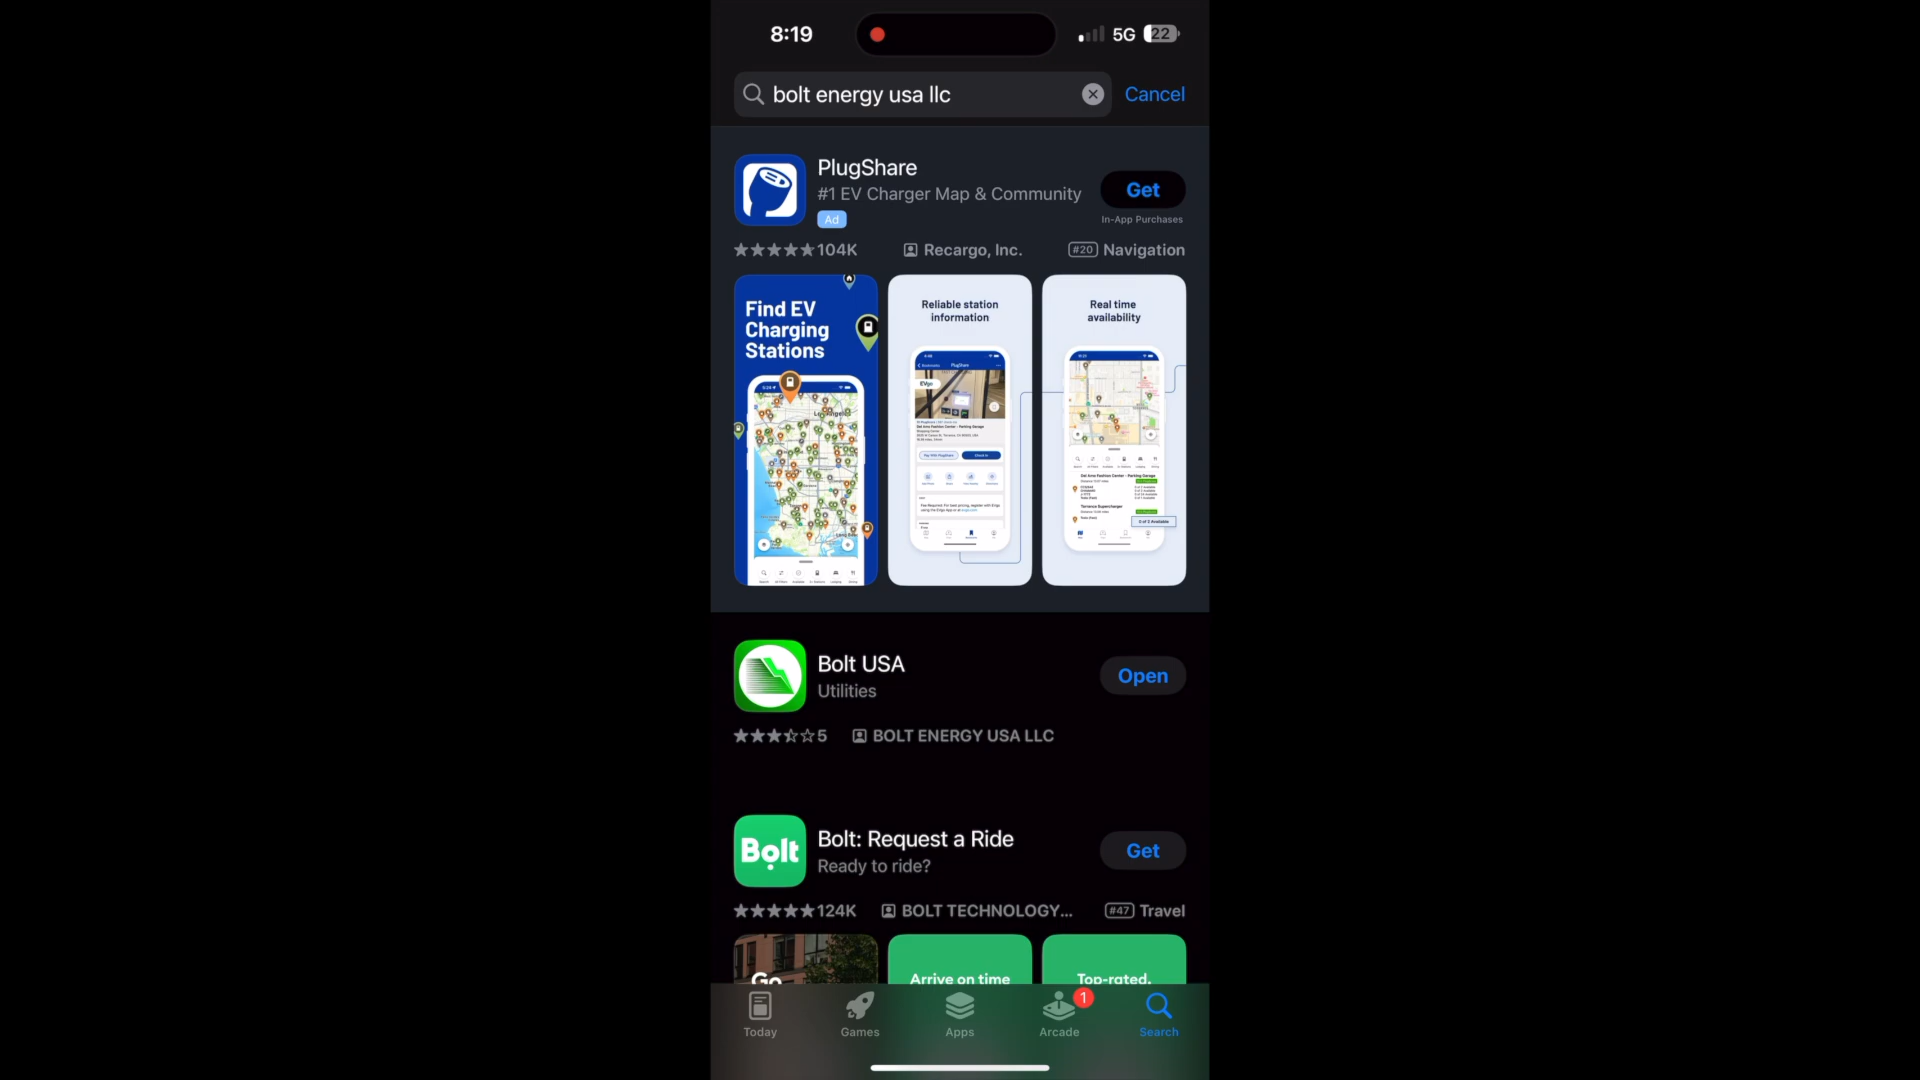 8:19
5G 22
bolt energy usa llc
Cancel
PlugShare
#1 EV Charger Map & Community
Ad
Get
In-App Purchases
104K
Recargo, Inc.
#20 Navigation
Find EV
Charging
Stations
Reliable station
information
PlugShare
EVgo
Real time
availability
Bolt USA
Utilities
Open
5
BOLT ENERGY USA LLC
Bolt
Bolt: Request a Ride
Ready to ride?
Get
124K
BOLT TECHNOLOGY...
#47 Travel
Go
Arrive on time
Top-rated,
1
Today
Games
Apps
Arcade
Search